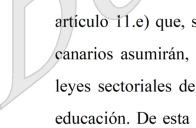 artículo 11.e) que, s
canarios asumirán,
leyes sectoriales de
educación. De esta